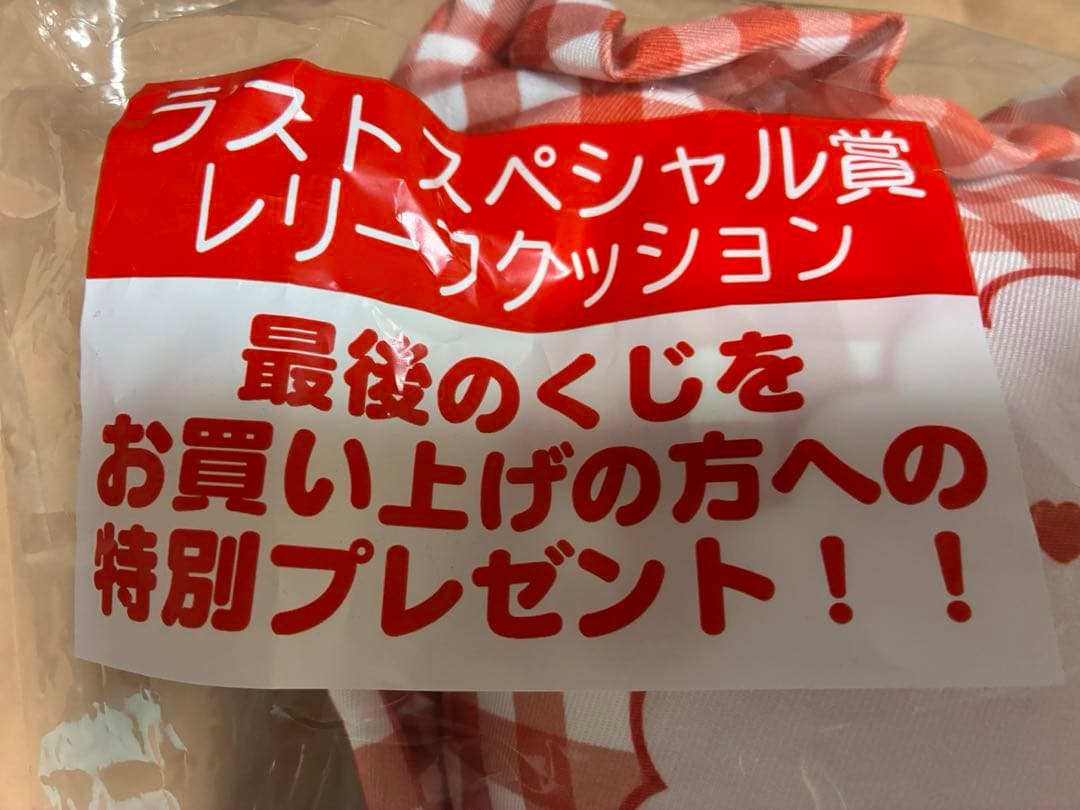 ラストスペシャル賞
レリーフクッション
最後のくじを
お買い上げの方への
特別プレゼント！！